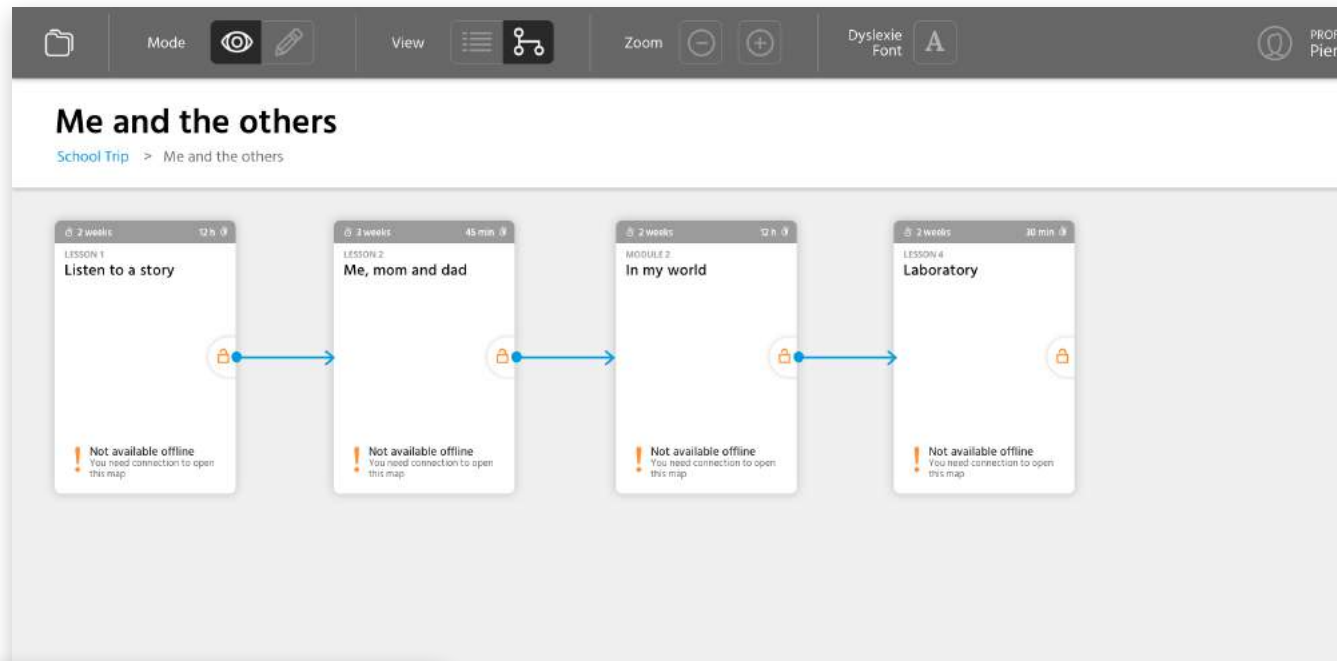 Mode
View
Zoom
Dyslexie
Font
A
PROF
Pier
Me and the others
School Trip > Me and the others
2 weeks 12 h
LESSON 1
Listen to a story
Not available offline
You need connection to open
this map
3 weeks 45 min
LESSON 2
Me, mom and dad
Not available offline
You need connection to open
this map
2 weeks 12 h
MODULE 2
In my world
Not available offline
You need connection to open
this map
2 weeks 30 min
LESSON 4
Laboratory
Not available offline
You need connection to open
this map